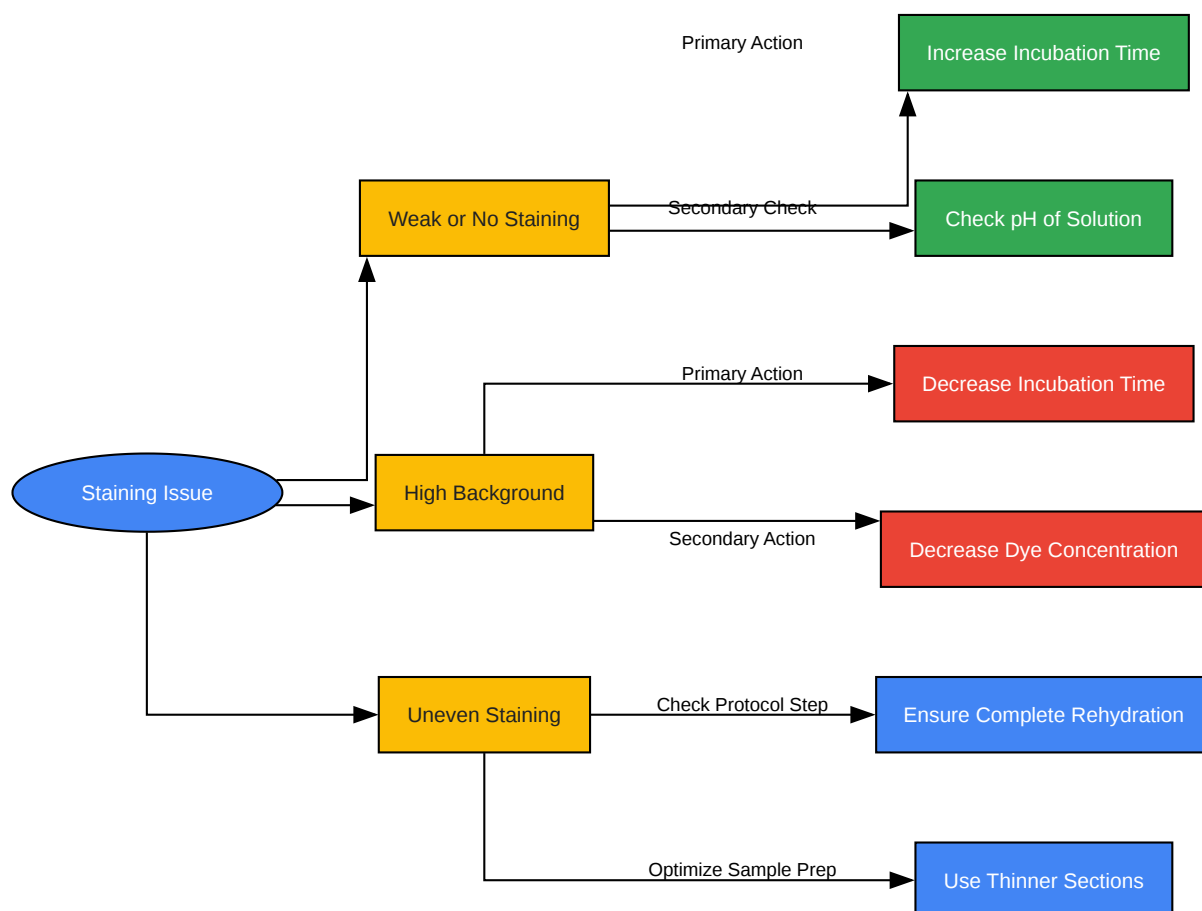 Primary Action
Increase Incubation Time
Weak or No Staining
Secondary Check
Check pH of Solution
Primary Action
Decrease Incubation Time
Staining Issue
High Background
Secondary Action
Decrease Dye Concentration
Uneven Staining
Check Protocol Step
Ensure Complete Rehydration
Optimize Sample Prep
Use Thinner Sections